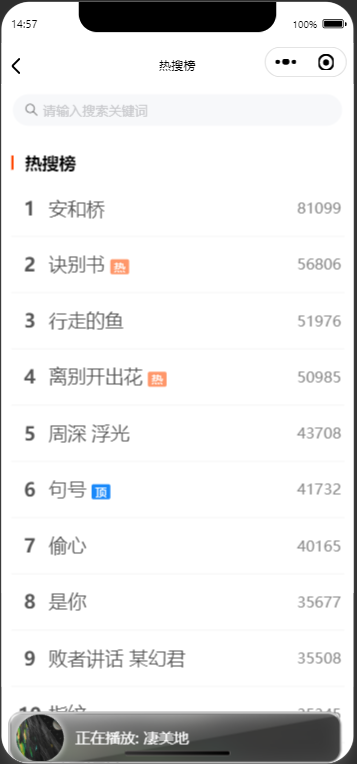 14:57 100%
热搜榜
请输入搜索关键词
热搜榜
1 安和桥 81099
2 诀别书 热 56806
3 行走的鱼 51976
4 离别开出花 热 50985
5 周深 浮光 43708
6 句号 顶 41732
7 偷心 40165
8 是你 35677
9 败者讲话 某幻君 35508
10 指纹 35345
正在播放: 凄美地